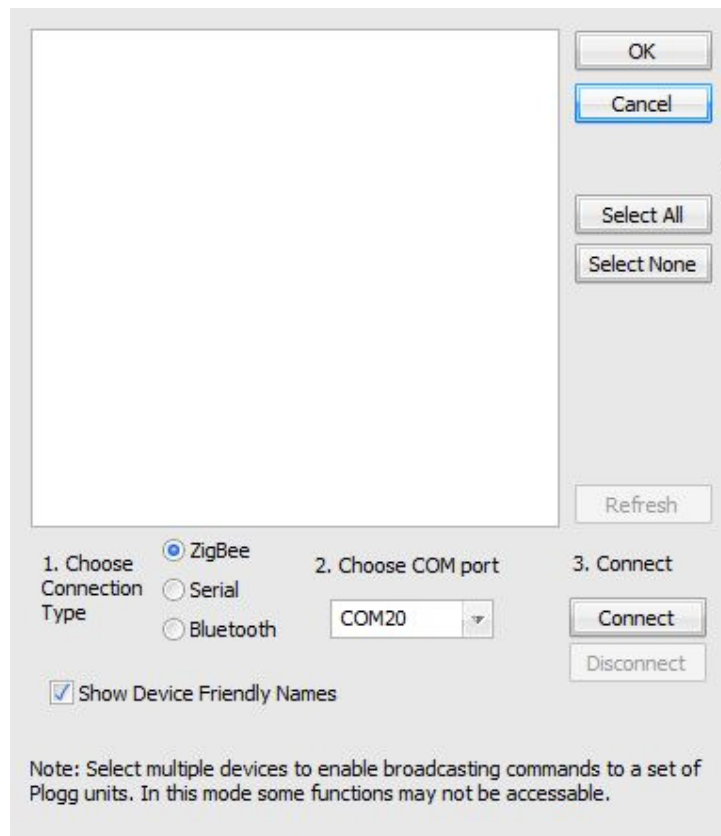 OK
Cancel
Select All
Select None
Refresh
1. Choose
Connection
Type
ZigBee
Serial
Bluetooth
2. Choose COM port
COM20
3. Connect
Connect
Disconnect
Show Device Friendly Names
Note: Select multiple devices to enable broadcasting commands to a set of
Plogg units. In this mode some functions may not be accessable.